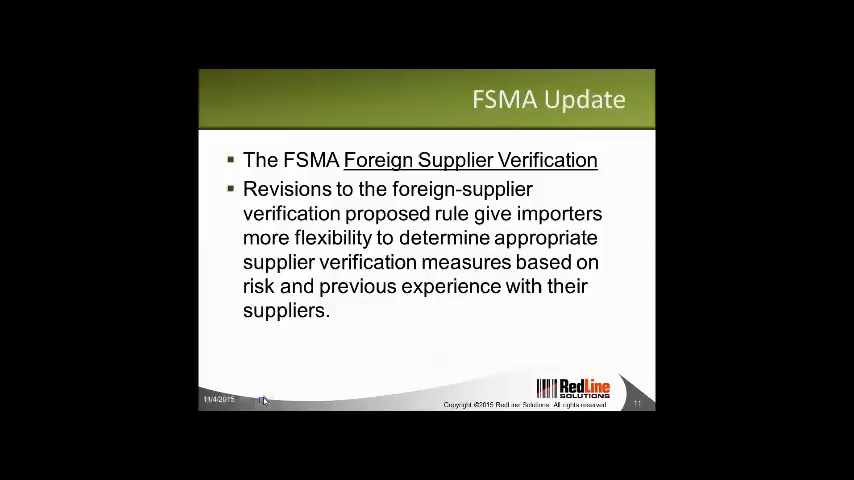 FSMA Update
▪ The FSMA Foreign Supplier Verification
▪ Revisions to the foreign-supplier
verification proposed rule give importers
more flexibility to determine appropriate
supplier verification measures based on
risk and previous experience with their
suppliers.
RedLine
SOLUTIONS
11/4/2015
Copyright ©2015 RedLine Solutions. All rights reserved.
11